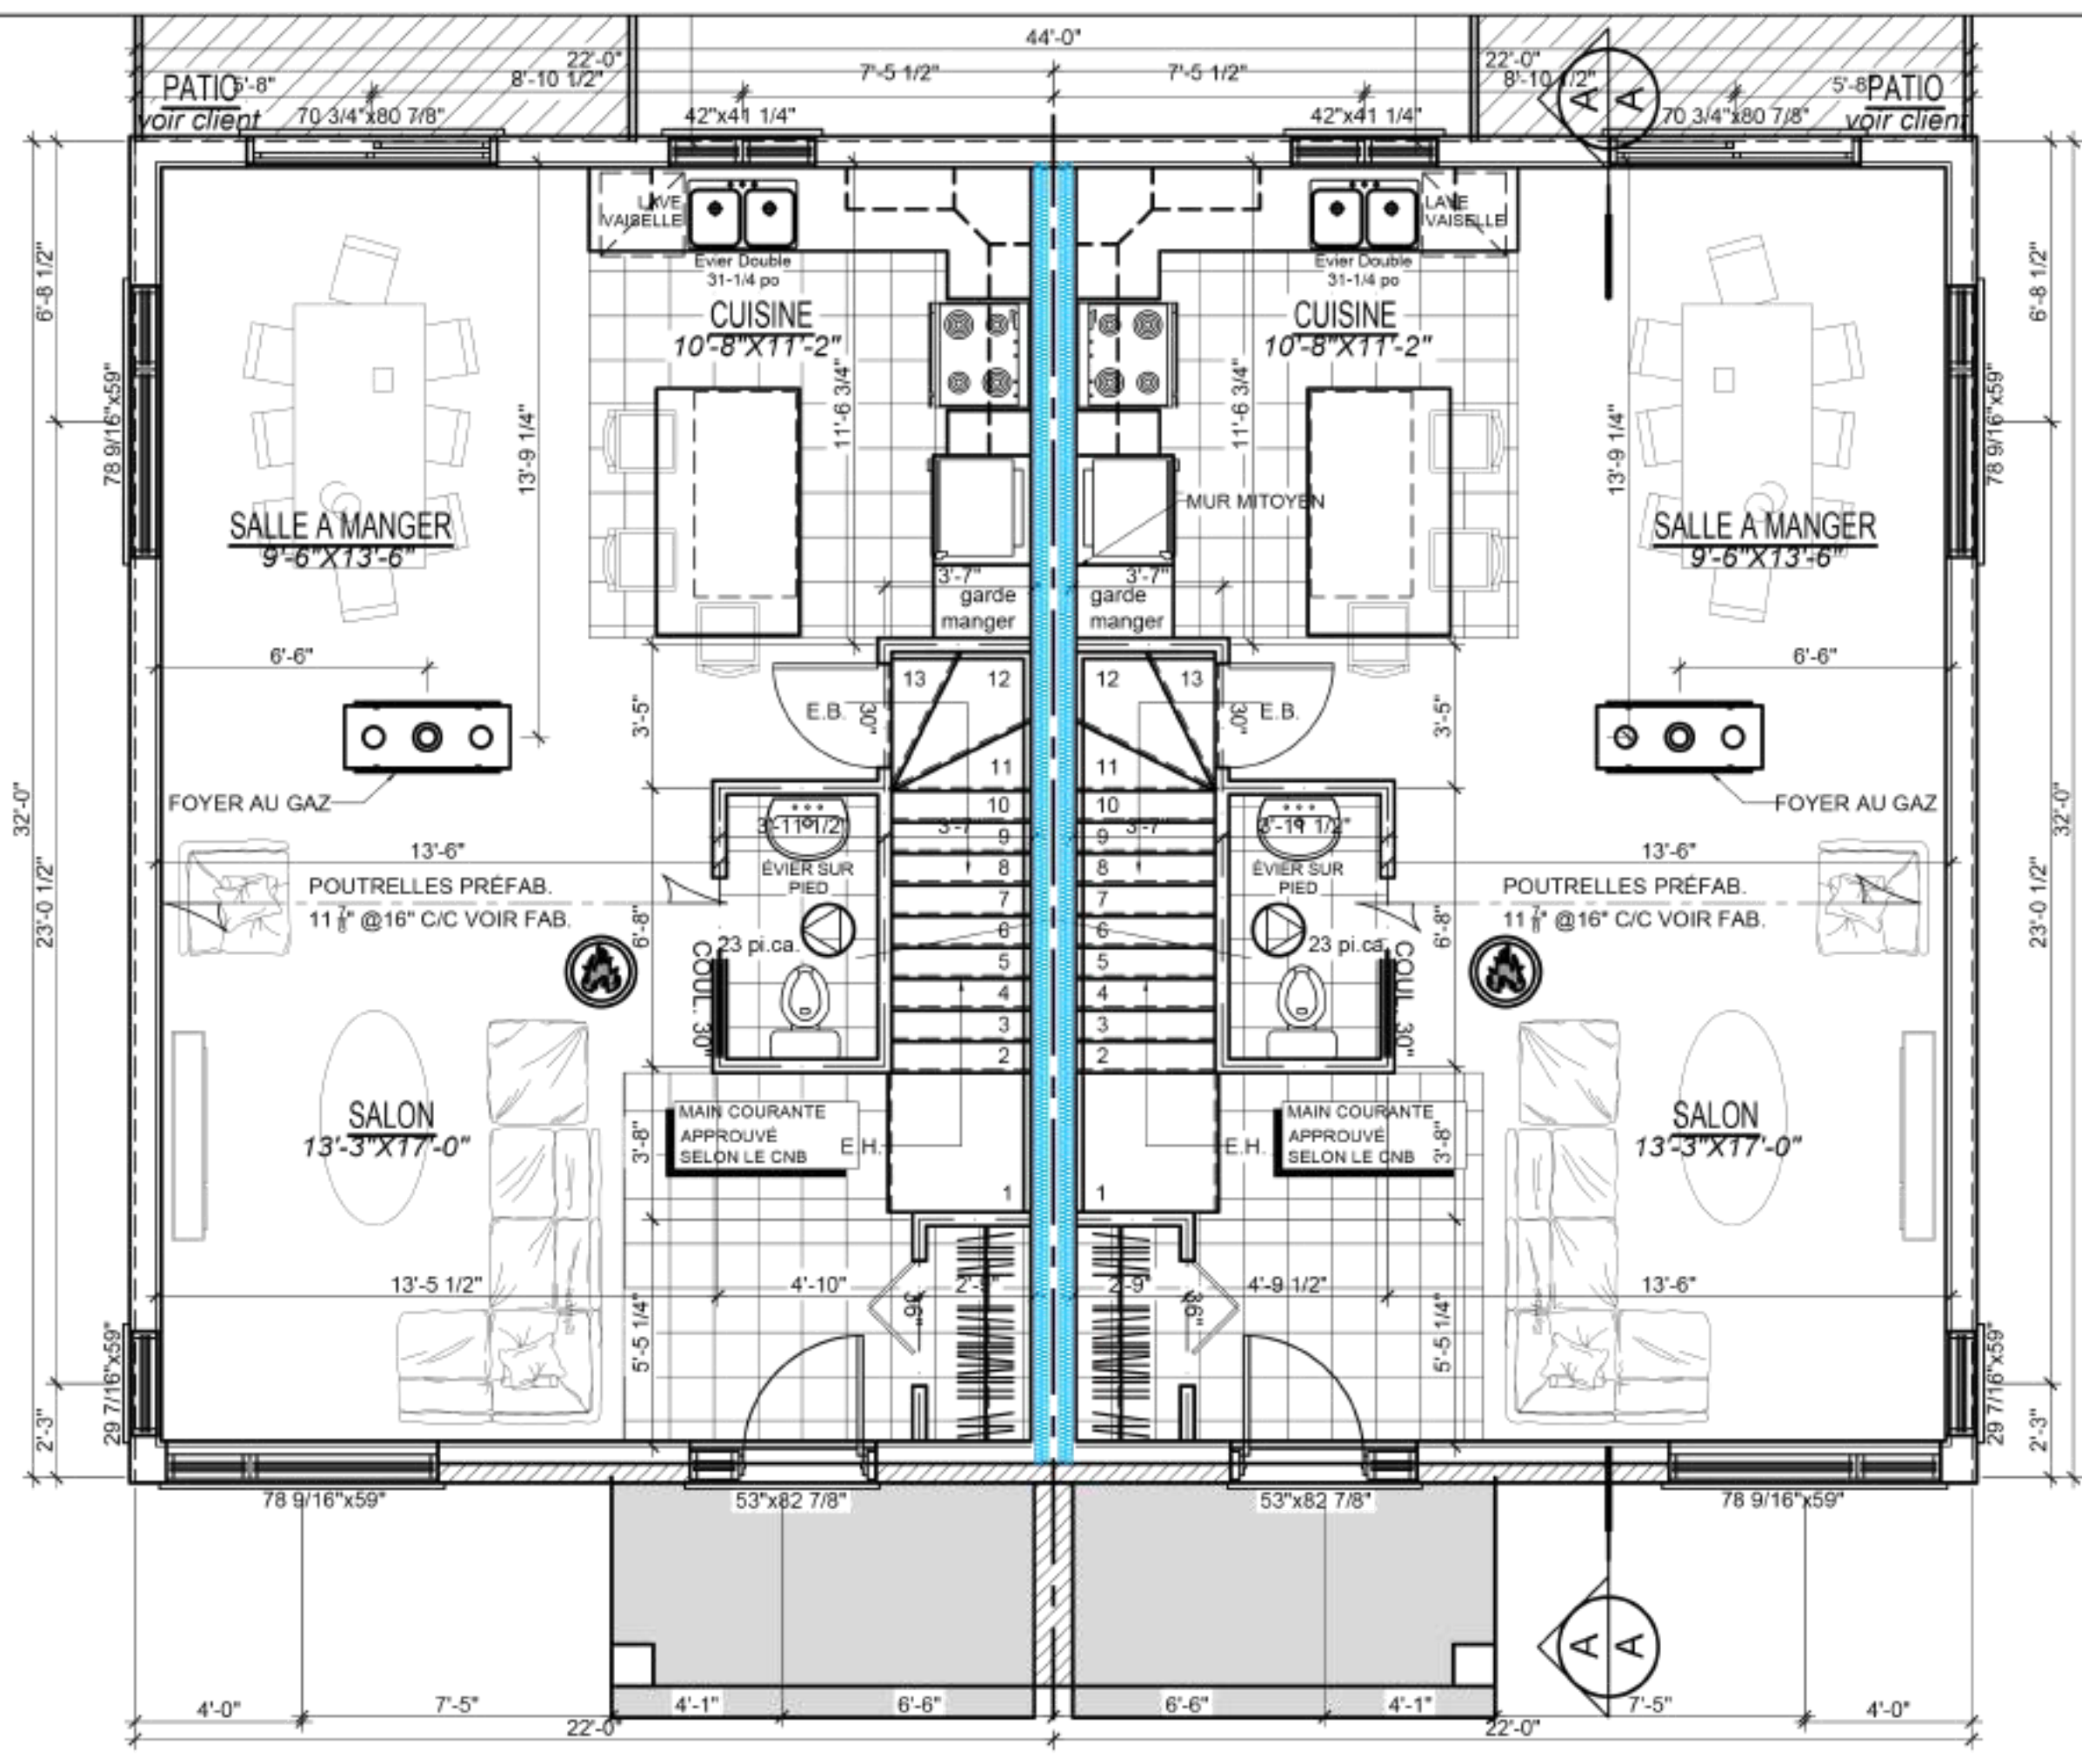 44'-0"
22'-0"
22'-0"
5'-8"
8'-10 1/2"
7'-5 1/2"
7'-5 1/2"
8'-10 1/2"
5'-8"
PATIO
voir client
PATIO
voir client
70 3/4"x80 7/8"
42"x41 1/4"
42"x41 1/4"
70 3/4"x80 7/8"
A A
LAVE
VAISELLE
LAVE
VAISELLE
Evier Double
31-1/4 po
Evier Double
31-1/4 po
CUISINE
10'-8"X11'-2"
CUISINE
10'-8"X11'-2"
6'-8 1/2"
6'-8 1/2"
78 9/16"x59"
78 9/16"x59"
13'-9 1/4"
11'-6 3/4"
11'-6 3/4"
13'-9 1/4"
MUR MITOYEN
SALLE A MANGER
9'-6"X13'-6"
SALLE A MANGER
9'-6"X13'-6"
3'-7"
3'-7"
garde
manger
garde
manger
6'-6"
6'-6"
13 12
12 13
E.B.
30"
30"
E.B.
3'-5"
3'-5"
11
11
FOYER AU GAZ
FOYER AU GAZ
32'-0"
32'-0"
10
10
3'-11 1/2"
3'-7"
3'-7"
3'-11 1/2"
9
9
13'-6"
13'-6"
ÉVIER SUR
PIED
ÉVIER SUR
PIED
8
8
POUTRELLES PRÉFAB.
11 7/8" @16" C/C VOIR FAB.
POUTRELLES PRÉFAB.
11 7/8" @16" C/C VOIR FAB.
7
7
23'-0 1/2"
23'-0 1/2"
6'-8"
6'-8"
6
6
23 pi.ca.
23 pi.ca.
COUL. 30"
COUL. 30"
5
5
4
4
3
3
2
2
SALON
13'-3"X17'-0"
SALON
13'-3"X17'-0"
MAIN COURANTE
APPROUVÉ
SELON LE CNB
MAIN COURANTE
APPROUVÉ
SELON LE CNB
3'-8"
E.H.
E.H.
3'-8"
1
1
13'-5 1/2"
4'-10"
2'-9"
2'-9"
4'-9 1/2"
13'-6"
36"
36"
5'-5 1/4"
5'-5 1/4"
29 7/16"x59"
29 7/16"x59"
2'-3"
2'-3"
78 9/16"x59"
53"x82 7/8"
53"x82 7/8"
78 9/16"x59"
A A
4'-0"
7'-5"
4'-1"
6'-6"
6'-6"
4'-1"
7'-5"
4'-0"
22'-0"
22'-0"